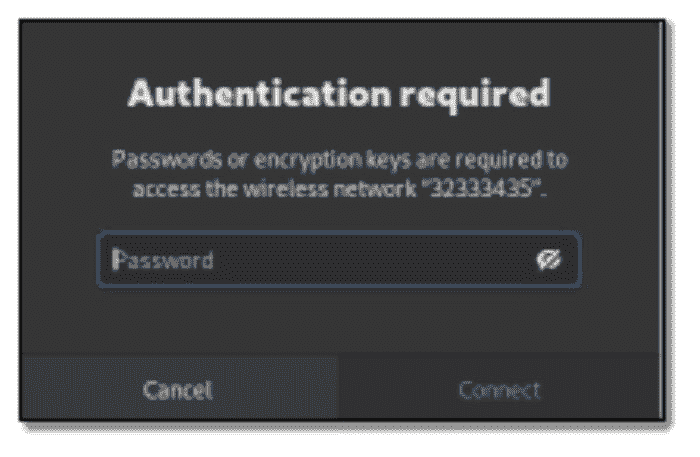 Authentication required
Passwords or encryption keys are required to
access the wireless network "32333435".
Password
Cancel
Connect